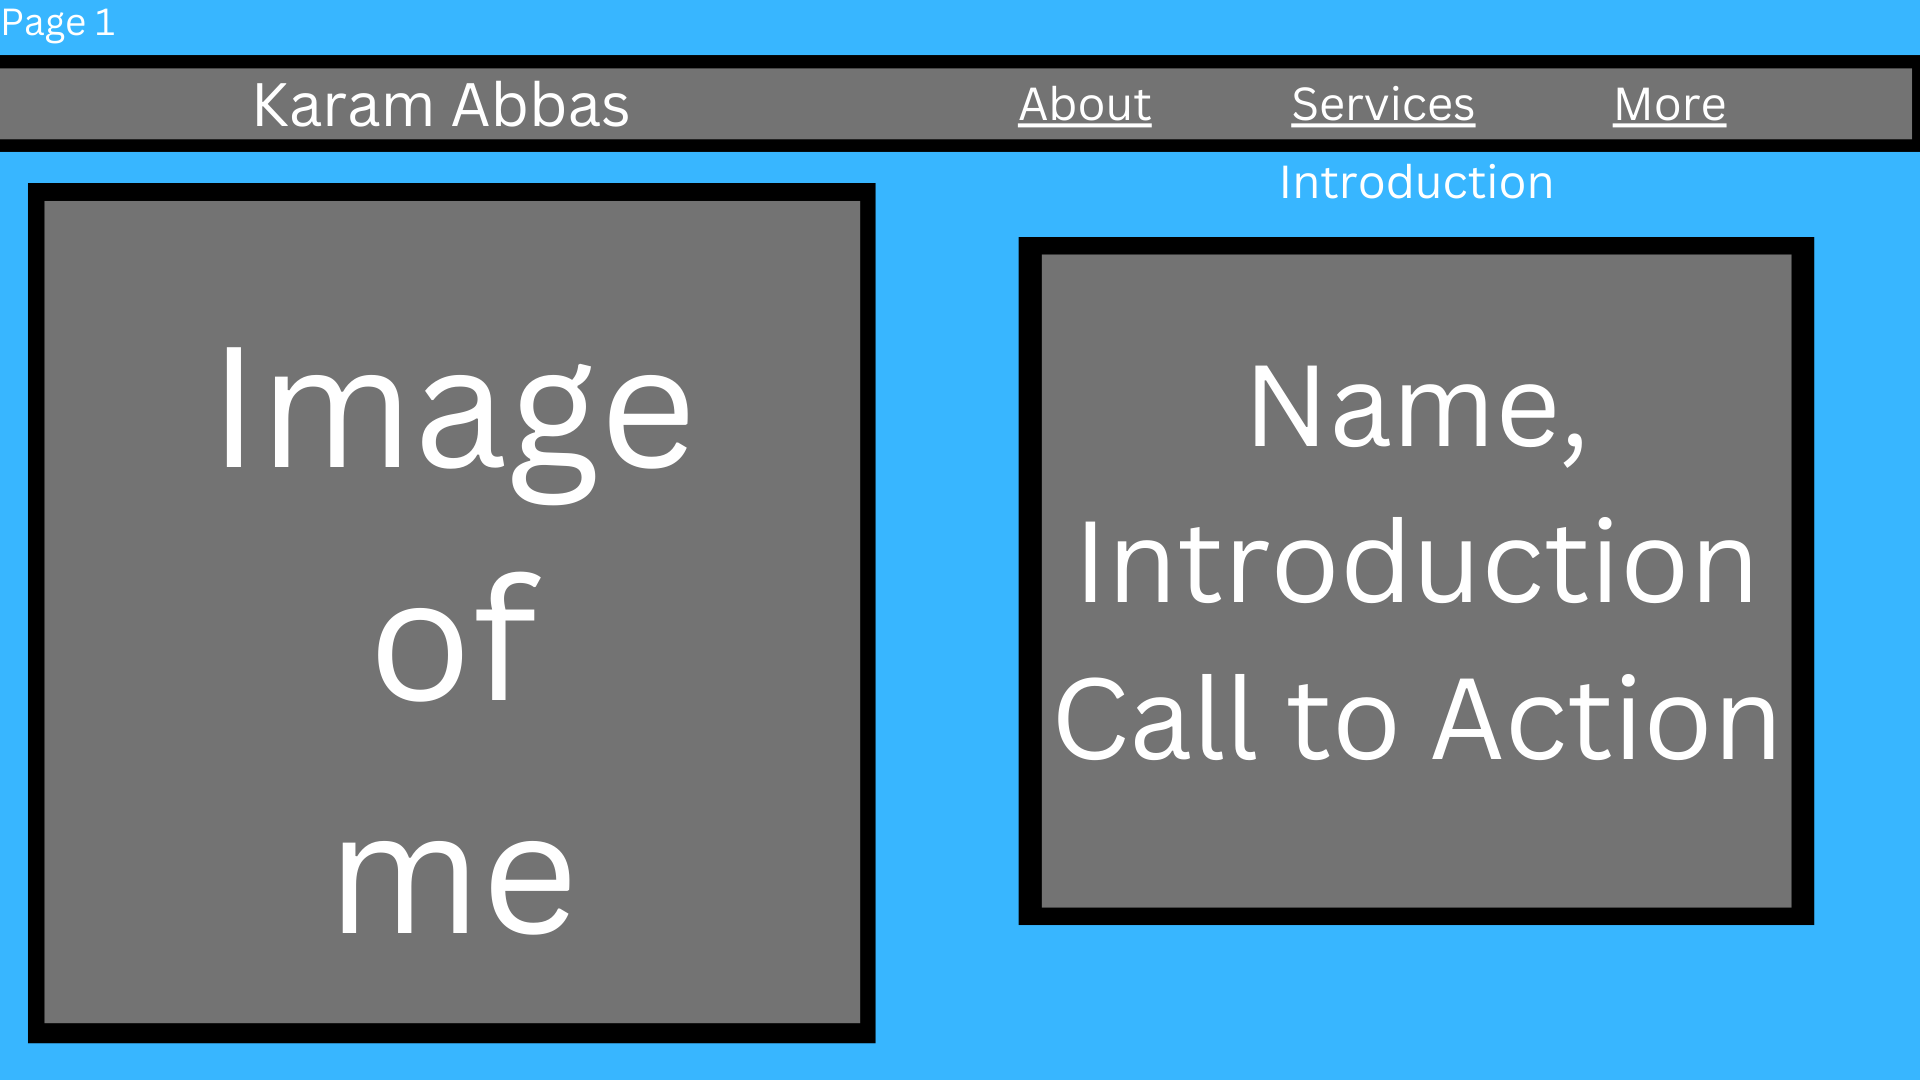 Page 1
Karam Abbas About Services More
Introduction
Image
of
me
Name,
Introduction
Call to Action